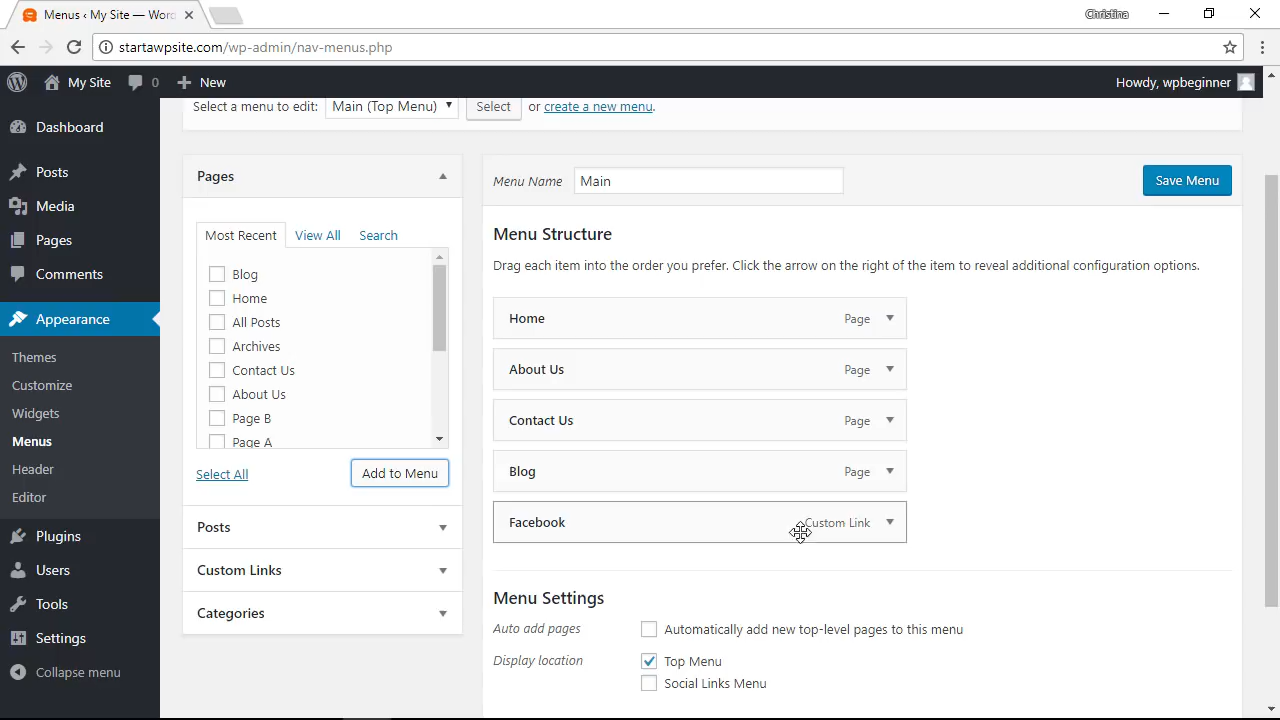 Menus ‹ My Site — Wor
Christina
startawpsite.com/wp-admin/nav-menus.php
My Site
0
New
Howdy, wpbeginner
Select a menu to edit:
Main (Top Menu)
Select
or create a new menu.
Dashboard
Posts
Media
Pages
Comments
Appearance
Themes
Customize
Widgets
Menus
Header
Editor
Plugins
Users
Tools
Settings
Collapse menu
Pages
Most Recent
View All
Search
Blog
Home
All Posts
Archives
Contact Us
About Us
Page B
Page A
Select All
Add to Menu
Posts
Custom Links
Categories
Menu Name
Main
Save Menu
Menu Structure
Drag each item into the order you prefer. Click the arrow on the right of the item to reveal additional configuration options.
Home
Page
About Us
Page
Contact Us
Page
Blog
Page
Facebook
Custom Link
Menu Settings
Auto add pages
Automatically add new top-level pages to this menu
Display location
Top Menu
Social Links Menu